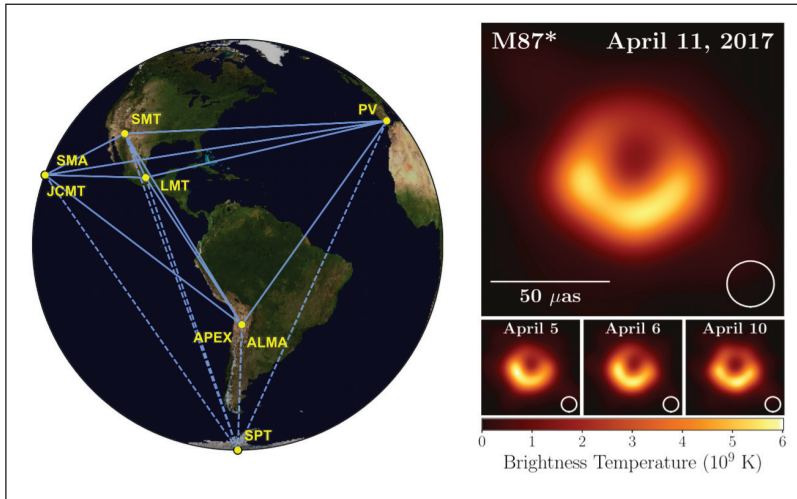 SMT
PV
SMA
JCMT
LMT
APEX
ALMA
SPT
M87*
April 11, 2017
50 μas
April 5
April 6
April 10
0 1 2 3 4 5 6
Brightness Temperature (10⁹ K)